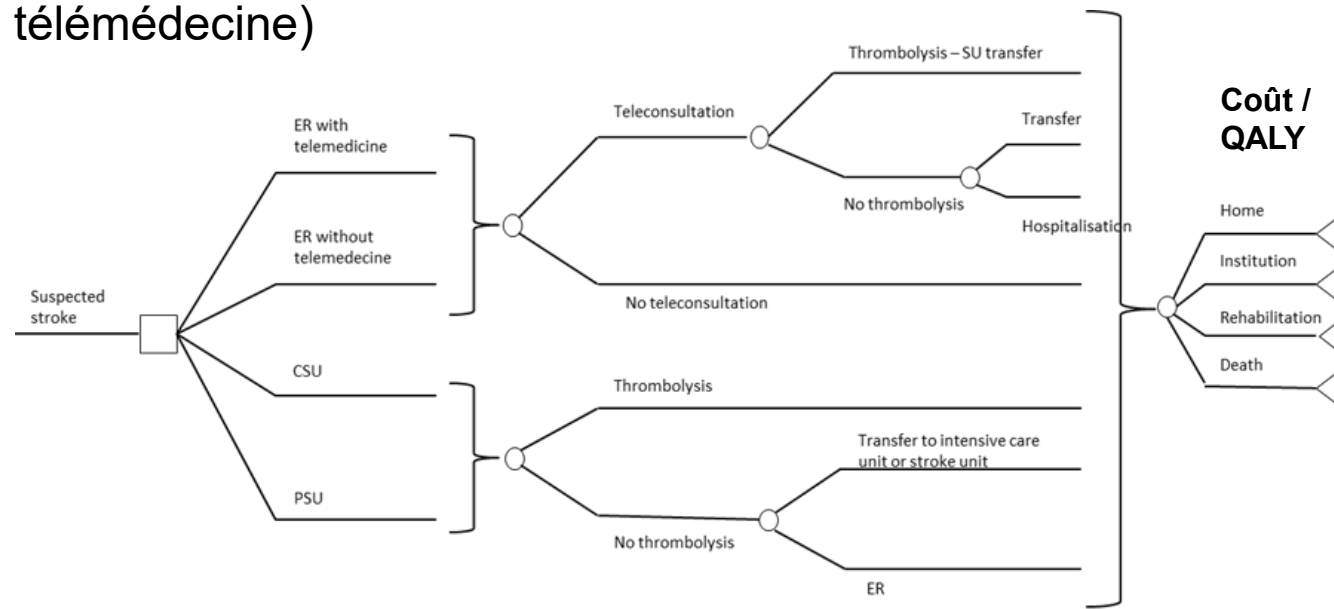 télémédecine)
Suspected
stroke
ER with
telemedicine
ER without
telemedecine
CSU
PSU
Teleconsultation
No teleconsultation
Thrombolysis – SU transfer
No thrombolysis
Transfer
Hospitalisation
Thrombolysis
No thrombolysis
Transfer to intensive care
unit or stroke unit
ER
Coût /
QALY
Home
Institution
Rehabilitation
Death